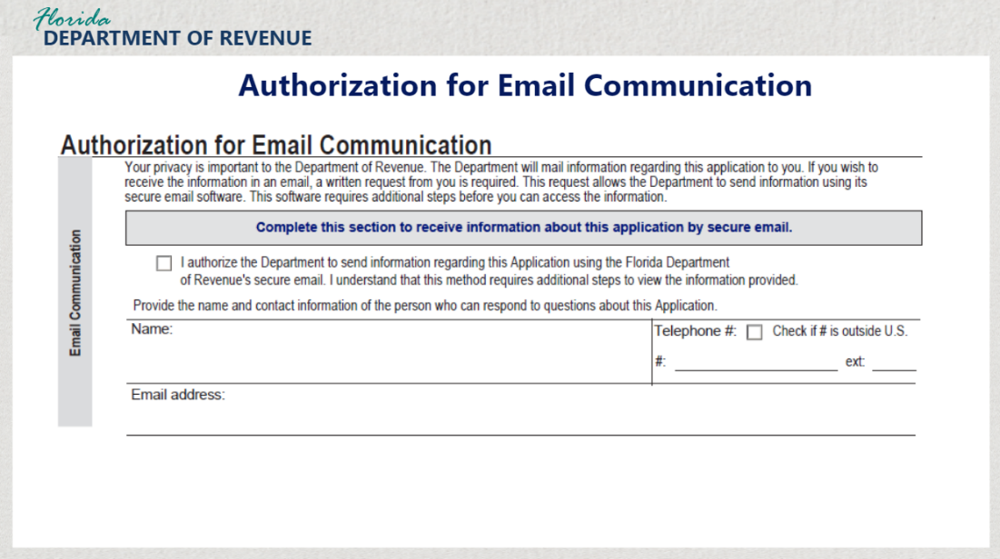 Florida
DEPARTMENT OF REVENUE
Authorization for Email Communication
Authorization for Email Communication
Email Communication
Your privacy is important to the Department of Revenue. The Department will mail information regarding this application to you. If you wish to
receive the information in an email, a written request from you is required. This request allows the Department to send information using its
secure email software. This software requires additional steps before you can access the information.
Complete this section to receive information about this application by secure email.
I authorize the Department to send information regarding this Application using the Florida Department
of Revenue's secure email. I understand that this method requires additional steps to view the information provided.
Provide the name and contact information of the person who can respond to questions about this Application.
Name:
Telephone #: Check if # is outside U.S.
#: ext:
Email address: